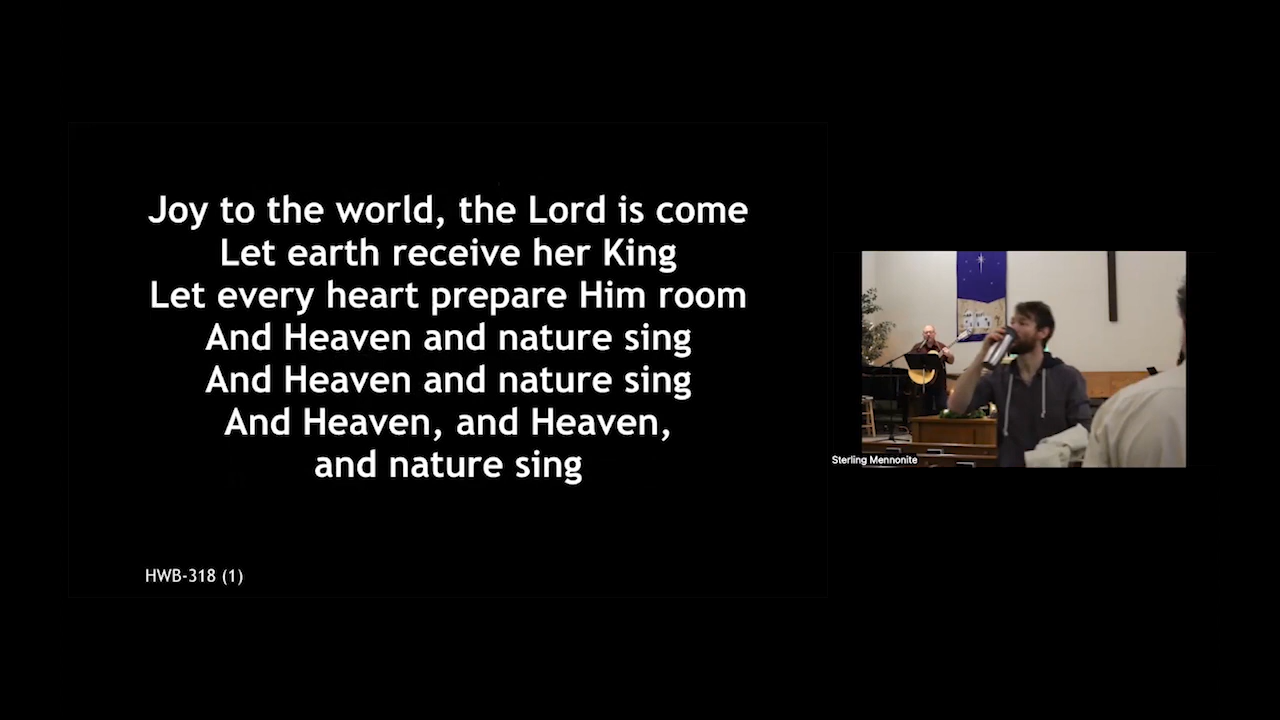 Joy to the world, the Lord is come
Let earth receive her King
Let every heart prepare Him room
And Heaven and nature sing
And Heaven and nature sing
And Heaven, and Heaven,
and nature sing
HWB-318 (1)
Sterling Mennonite